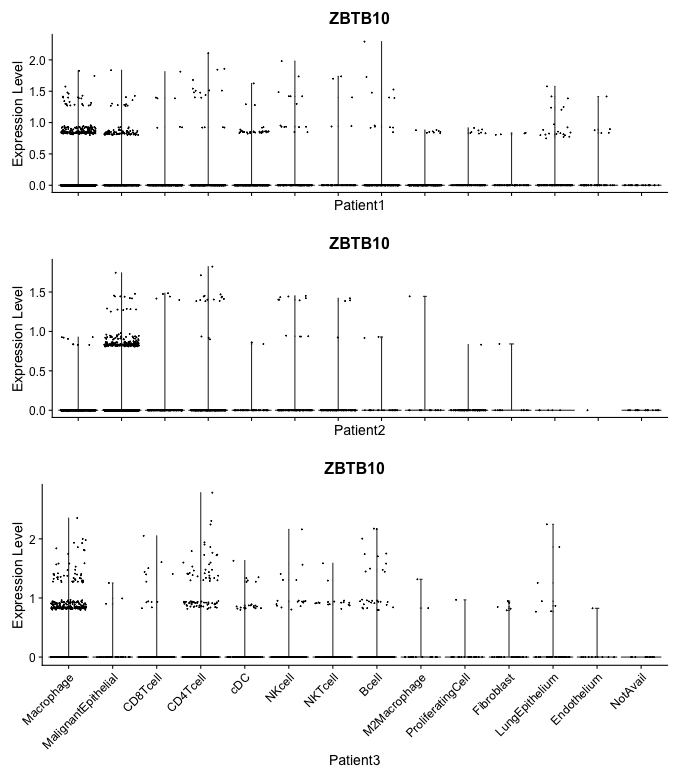 ZBTB10
Expression Level
2.0
1.5
1.0
0.5
0.0
Patient1
ZBTB10
Expression Level
1.5
1.0
0.5
0.0
Patient2
ZBTB10
Expression Level
2
1
0
Macrophage
MalignantEpithelial
CD8Tcell
CD4Tcell
cDC
NKcell
NKTcell
Bcell
M2Macrophage
ProliferatingCell
Fibroblast
LungEpithelium
Endothelium
NotAvail
Patient3